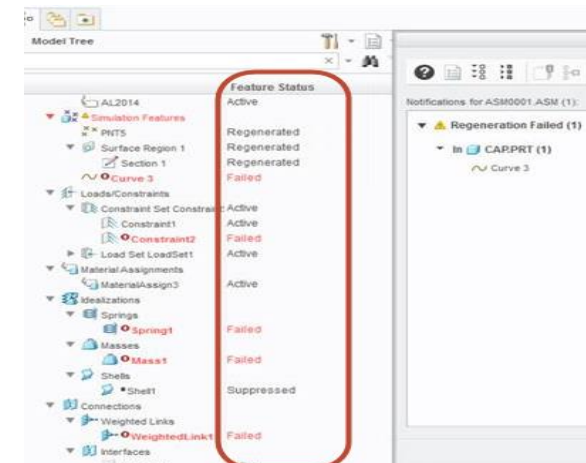 Model Tree
Feature Status
AL2014 Active
Simulation Features
PNT5 Regenerated
Surface Region 1 Regenerated
Section 1 Regenerated
Curve 3 Failed
Loads/Constraints
Constraint Set Constraint Active
Constraint1 Active
Constraint2 Failed
Load Set LoadSet1 Active
Material Assignments
MaterialAssign3 Active
Idealizations
Springs
Spring1 Failed
Masses
Mass1 Failed
Shells
Shell1 Suppressed
Connections
Weighted Links
WeightedLink1 Failed
Interfaces
Notifications for ASM0001.ASM (1):
Regeneration Failed (1)
In CAP.PRT (1)
Curve 3